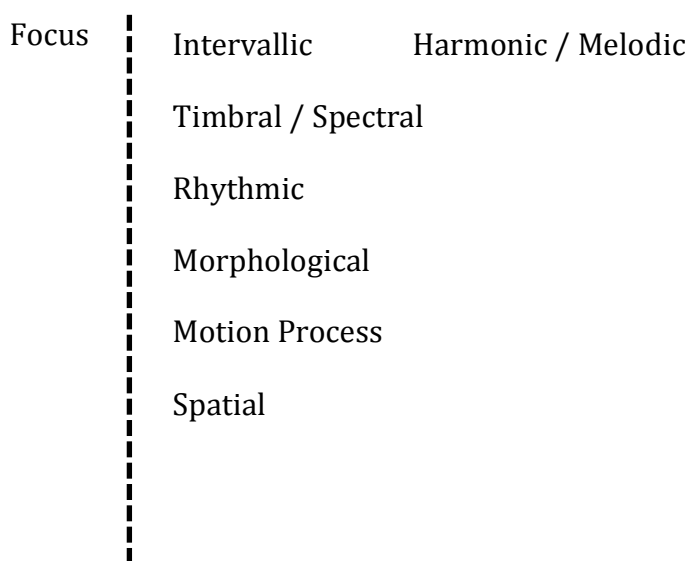 Focus
Intervallic Harmonic / Melodic
Timbral / Spectral
Rhythmic
Morphological
Motion Process
Spatial